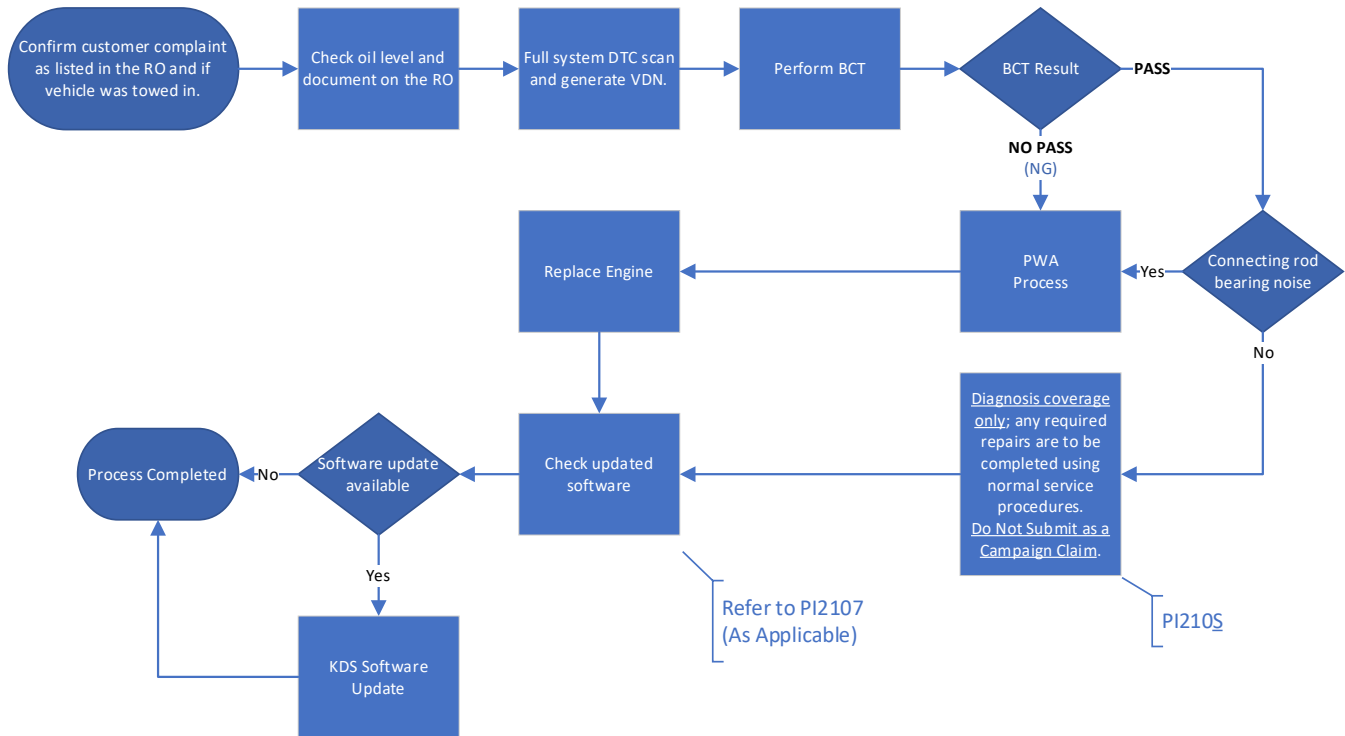 Confirm customer complaint
as listed in the RO and if
vehicle was towed in.
Check oil level and
document on the RO
Full system DTC scan
and generate VDN.
Perform BCT
BCT Result
PASS
NO PASS
(NG)
Replace Engine
PWA
Process
Yes
Connecting rod
bearing noise
No
Process Completed
No
Software update
available
Check updated
software
Diagnosis coverage
only; any required
repairs are to be
completed using
normal service
procedures.
Do Not Submit as a
Campaign Claim.
Yes
Refer to PI2107
(As Applicable)
PI210S
KDS Software
Update